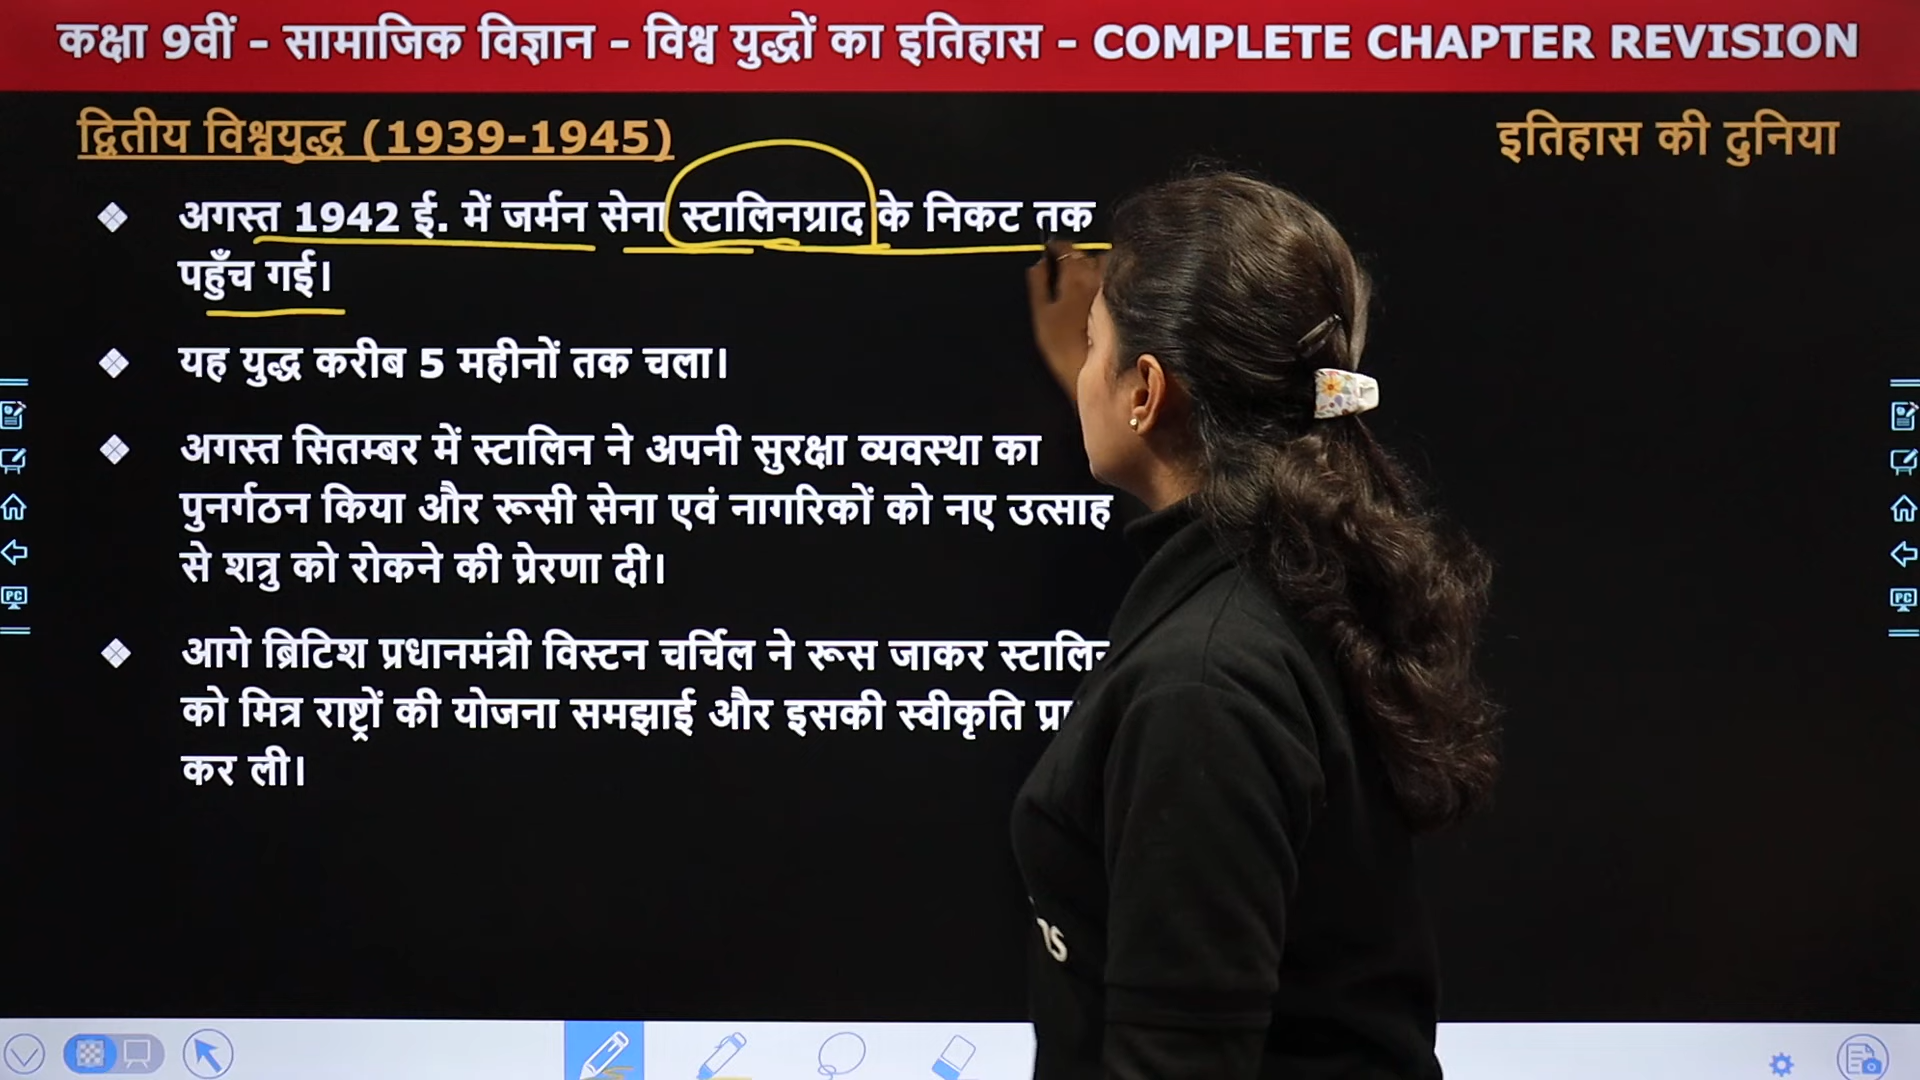 कक्षा 9वीं - सामाजिक विज्ञान - विश्व युद्धों का इतिहास - COMPLETE CHAPTER REVISION
द्वितीय विश्वयुद्ध (1939-1945)
इतिहास की दुनिया
❖ अगस्त 1942 ई. में जर्मन सेना स्टालिनग्राद के निकट तक
पहुँच गई।
❖ यह युद्ध करीब 5 महीनों तक चला।
❖ अगस्त सितम्बर में स्टालिन ने अपनी सुरक्षा व्यवस्था का
पुनर्गठन किया और रूसी सेना एवं नागरिकों को नए उत्साह
से शत्रु को रोकने की प्रेरणा दी।
❖ आगे ब्रिटिश प्रधानमंत्री विस्टन चर्चिल ने रूस जाकर
को मित्र राष्ट्रों की योजना समझाई और इसकी स्वीकृति
कर ली।
PC
PC